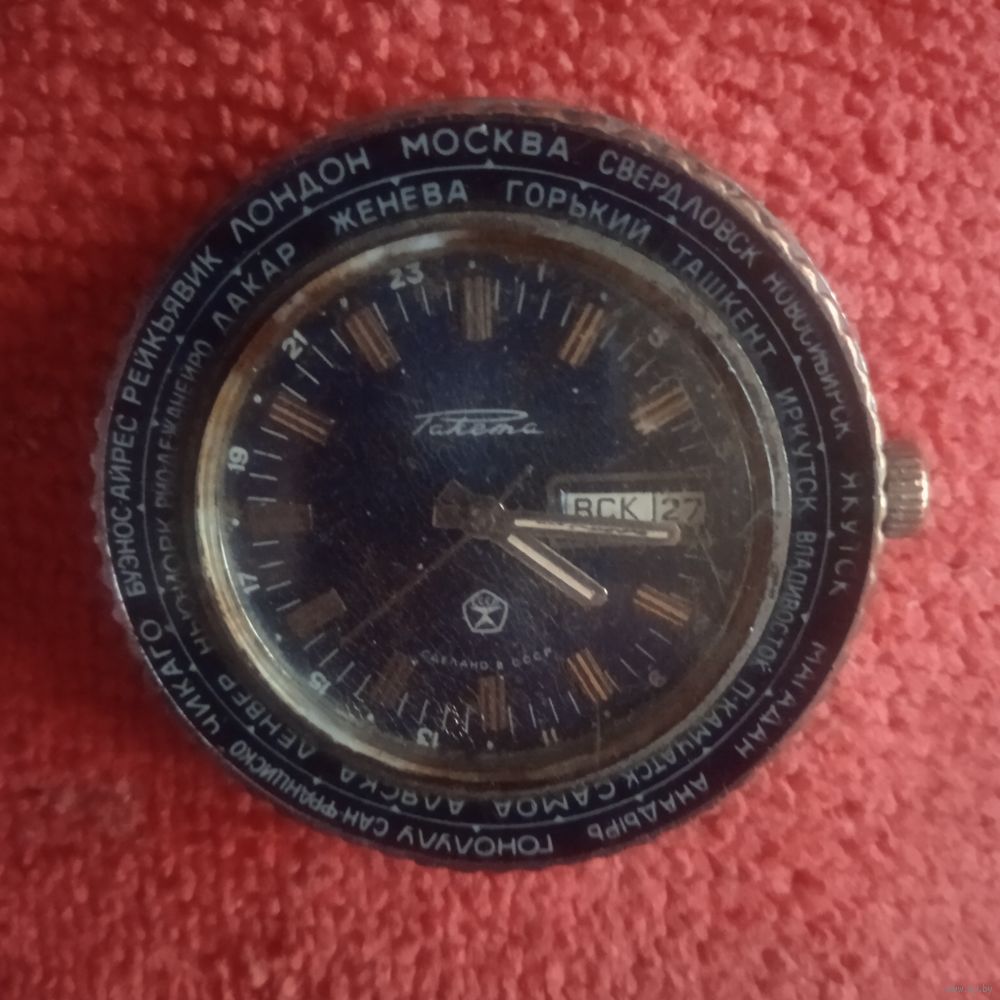 МОСКВА СВЕРДЛОВСК НОВОСИБИРСК ЯКУТСК МАГАДАН АНАДЫРЬ ГОНОЛУЛУ САН-ФРАНЦИСКО ЧИКАГО БУЭНОС-АЙРЕС РЕЙКЬЯВИК ЛОНДОН
ЖЕНЕВА ГОРЬКИЙ ТАШКЕНТ ИРКУТСК ВЛАДИВОСТОК П-КАМЧАТСК САМОА АЛЯСКА ДЕНВЕР НЬЮ-ЙОРК РИО-ДЕ-ЖАНЕЙРО ДАКАР
23
1
21
19
17
15
13
11
9
Ракета
ВСК 27
СДЕЛАНО В СССР